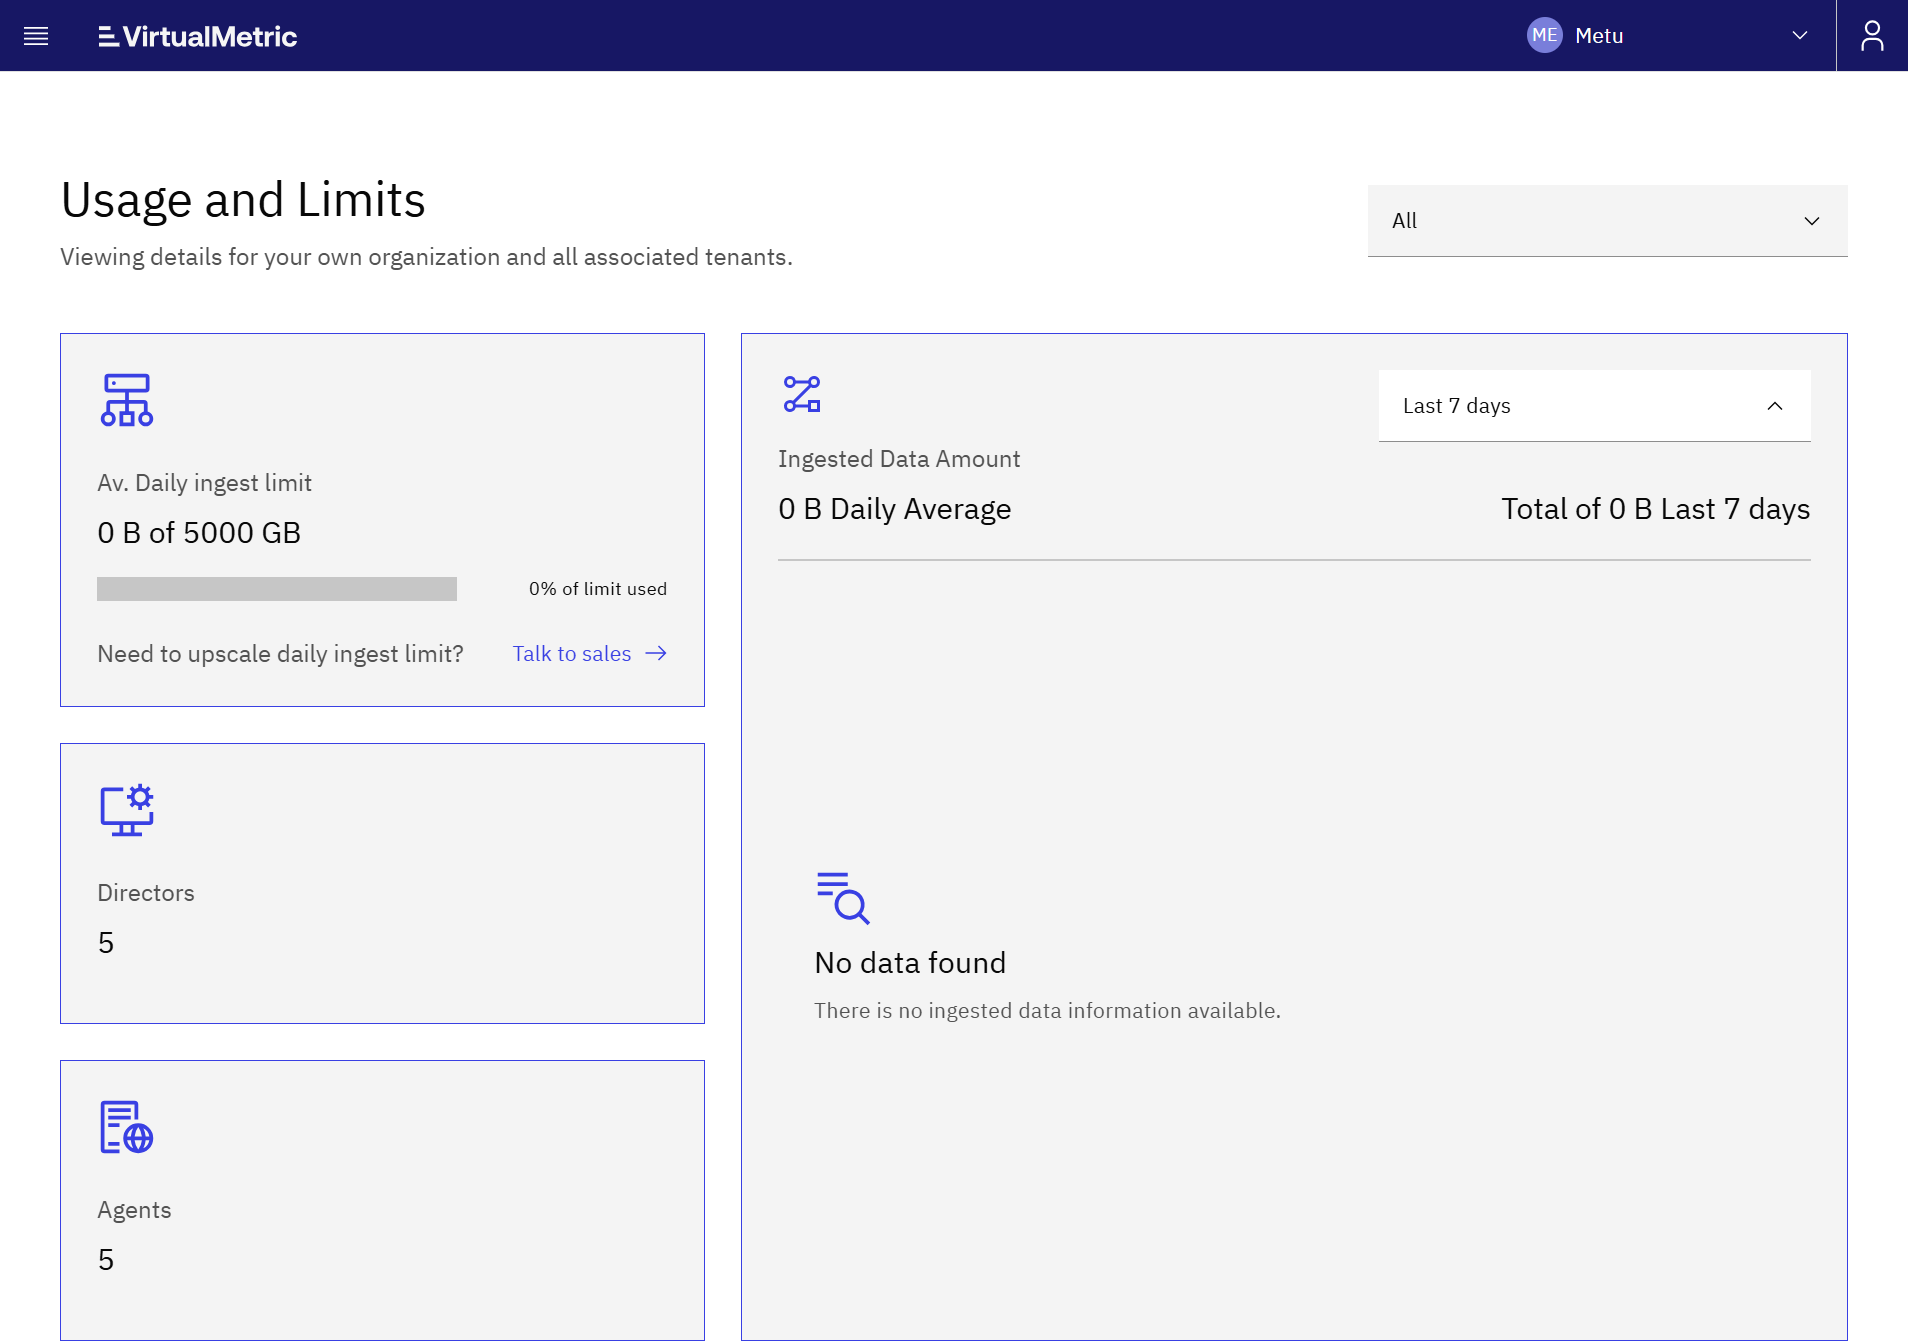 VirtualMetric
ME Metu
Usage and Limits
Viewing details for your own organization and all associated tenants.
All
Av. Daily ingest limit
0 B of 5000 GB
0% of limit used
Need to upscale daily ingest limit? Talk to sales
Directors
5
Agents
5
Last 7 days
Ingested Data Amount
0 B Daily Average Total of 0 B Last 7 days
No data found
There is no ingested data information available.